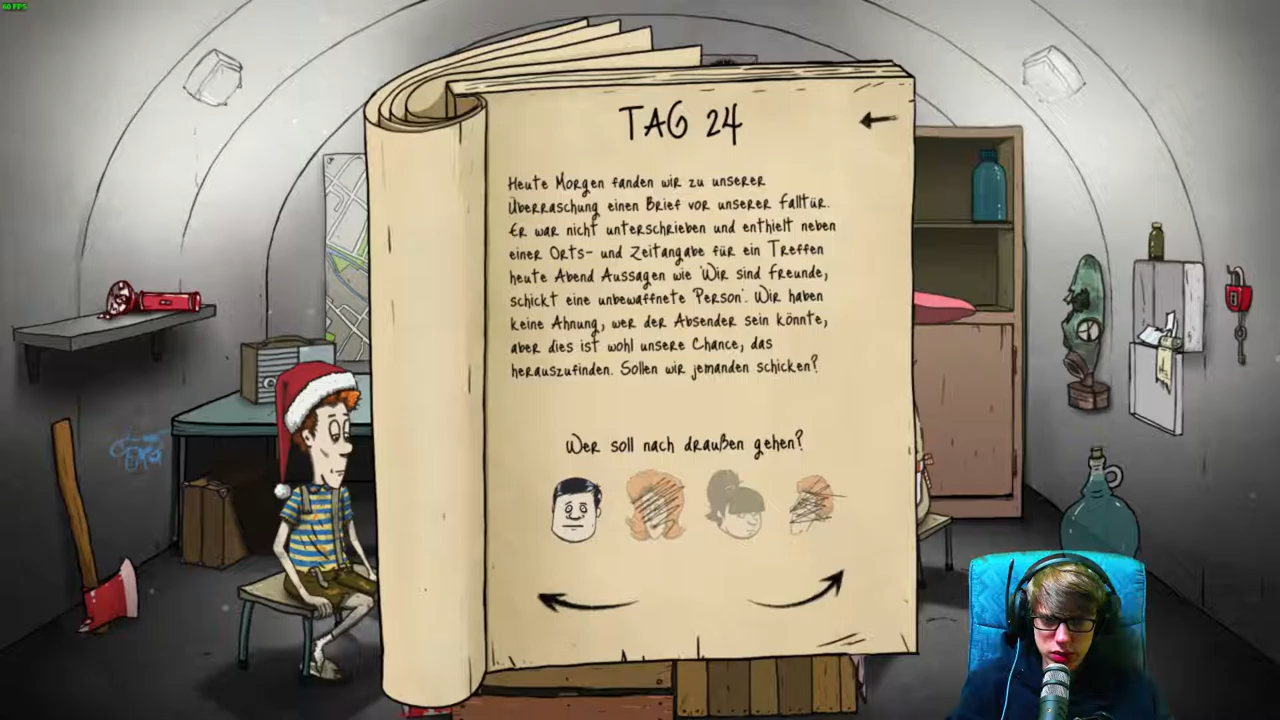 60 FPS
TAG 24
Heute Morgen fanden wir zu unserer
Überraschung einen Brief vor unserer Falltür.
Er war nicht unterschrieben und enthielt neben
einer Orts- und Zeitangabe für ein Treffen
heute Abend Aussagen wie 'Wir sind Freunde,
schickt eine unbewaffnete Person'. Wir haben
keine Ahnung, wer der Absender sein könnte,
aber dies ist wohl unsere Chance, das
herauszufinden. Sollen wir jemanden schicken?
Wer soll nach draußen gehen?